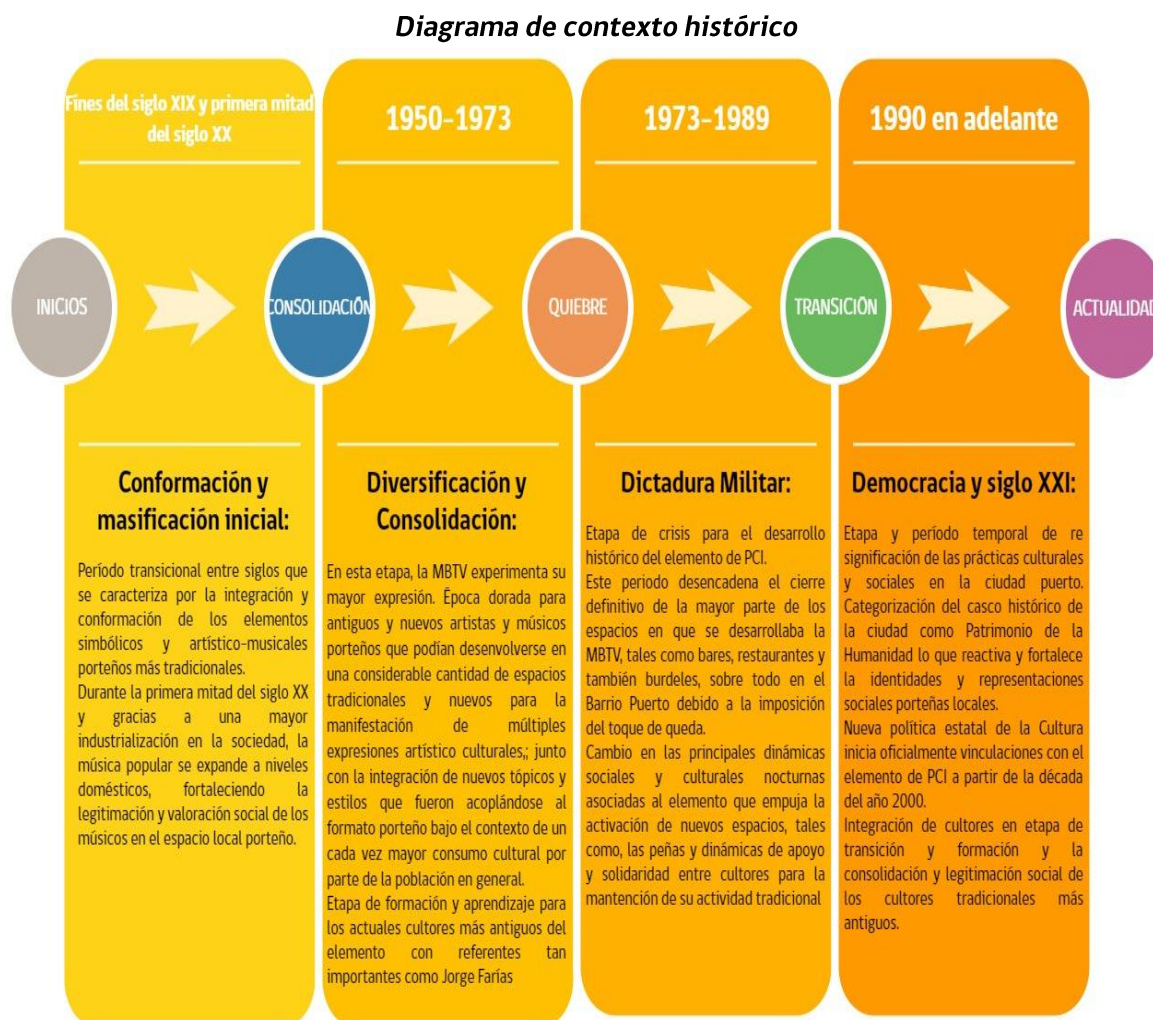 Diagrama de contexto histórico
Fines del siglo XIX y primera mitad
del siglo XX
1950-1973
1973-1989
1990 en adelante
INICIOS
CONSOLIDACIÓN
QUIEBRE
TRANSICIÓN
ACTUALIDAD
Conformación y
masificación inicial:
Período transicional entre siglos que
se caracteriza por la integración y
conformación de los elementos
simbólicos y artístico-musicales
porteños más tradicionales.
Durante la primera mitad del siglo XX
y gracias a una mayor
industrialización en la sociedad, la
música popular se expande a niveles
domésticos, fortaleciendo la
legitimación y valoración social de los
músicos en el espacio local porteño.
Diversificación y
Consolidación:
En esta etapa, la MBTV experimenta su
mayor expresión. Época dorada para
antiguos y nuevos artistas y músicos
porteños que podían desenvolverse en
una considerable cantidad de espacios
tradicionales y nuevos para la
manifestación de múltiples
expresiones artístico culturales,; junto
con la integración de nuevos tópicos y
estilos que fueron acoplándose al
formato porteño bajo el contexto de un
cada vez mayor consumo cultural por
parte de la población en general.
Etapa de formación y aprendizaje para
los actuales cultores más antiguos del
elemento con referentes tan
importantes como Jorge Farías
Dictadura Militar:
Etapa de crisis para el desarrollo
histórico del elemento de PCI.
Este periodo desencadena el cierre
definitivo de la mayor parte de los
espacios en que se desarrollaba la
MBTV, tales como bares, restaurantes y
también burdeles, sobre todo en el
Barrio Puerto debido a la imposición
del toque de queda.
Cambio en las principales dinámicas
sociales y culturales nocturnas
asociadas al elemento que empuja la
activación de nuevos espacios, tales
como, las peñas y dinámicas de apoyo
y solidaridad entre cultores para la
mantención de su actividad tradicional
Democracia y siglo XXI:
Etapa y período temporal de re
significación de las prácticas culturales
y sociales en la ciudad puerto.
Categorización del casco histórico de
la ciudad como Patrimonio de la
Humanidad lo que reactiva y fortalece
la identidades y representaciones
sociales porteñas locales.
Nueva política estatal de la Cultura
inicia oficialmente vinculaciones con el
elemento de PCI a partir de la década
del año 2000.
Integración de cultores en etapa de
transición y formación y la
consolidación y legitimación social de
los cultores tradicionales más
antiguos.